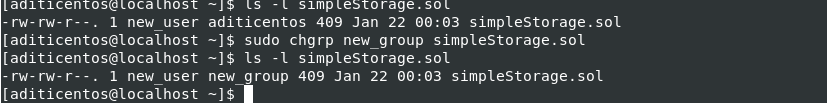 [aditicentos@localhost ~]$ ls -l simpleStorage.sol
-rw-rw-r--. 1 new_user aditicentos 409 Jan 22 00:03 simpleStorage.sol
[aditicentos@localhost ~]$ sudo chgrp new_group simpleStorage.sol
[aditicentos@localhost ~]$ ls -l simpleStorage.sol
-rw-rw-r--. 1 new_user new_group 409 Jan 22 00:03 simpleStorage.sol
[aditicentos@localhost ~]$